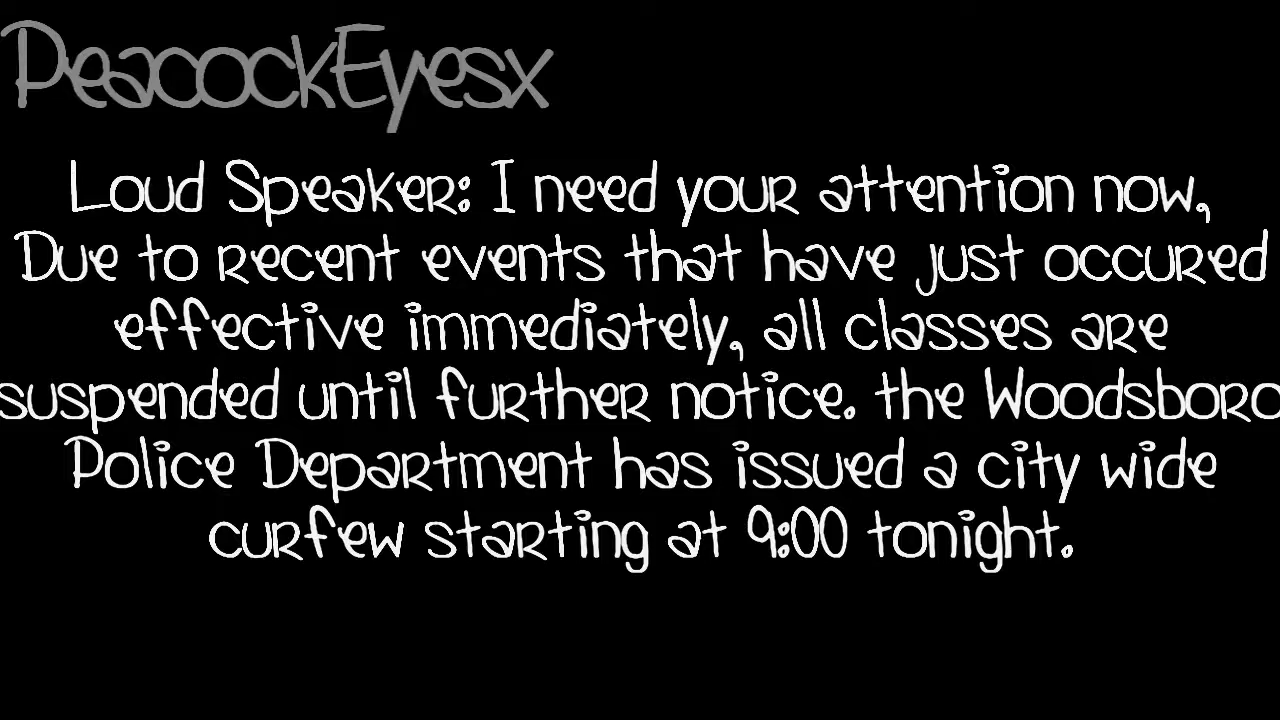 PeacockEyesx
Loud Speaker: I need your attention now,
Due to recent events that have just occured
effective immediately, all classes are
suspended until further notice. the Woodsboro
Police Department has issued a city wide
curfew starting at 9:00 tonight.